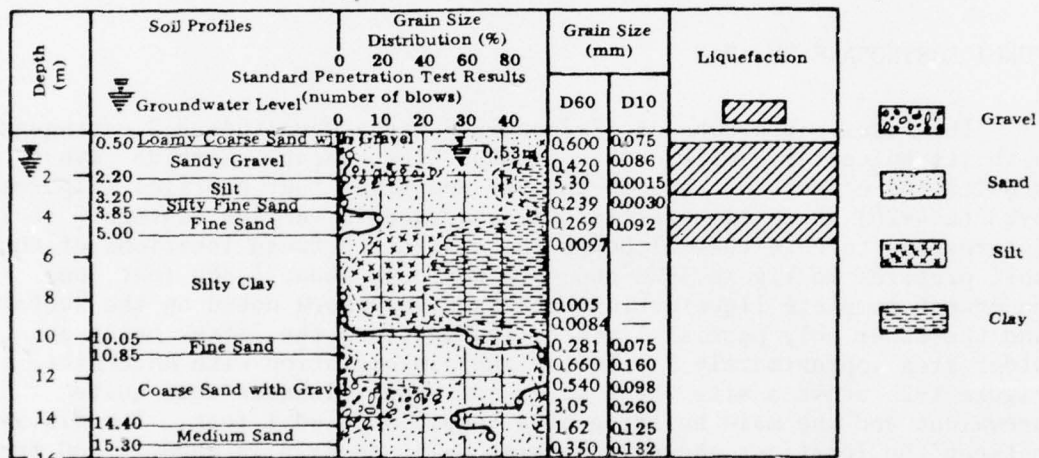 Depth (m)
Soil Profiles
Groundwater Level
Grain Size
Distribution (%)
0 20 40 60 80
Standard Penetration Test Results
(number of blows)
0 10 20 30 40
Grain Size
(mm)
D60 D10
Liquefaction
0.53m
0.50 Loamy Coarse Sand with Gravel 0.600 0.075
Sandy Gravel 0.420 0.086
2 2.20 5.30 0.0015
Silt
3.20 0.239 0.0030
Silty Fine Sand
4 3.85 0.269 0.092
Fine Sand
5.00 0.0097
6
Silty Clay
8 0.005
0.0084 —
10 10.05 0.281 0.075
Fine Sand
10.85 0.660 0.160
12 0.540 0.098
Coarse Sand with Grave
3.05 0.260
14 14.40 1.62 0.125
Medium Sand
15.30 0.350 0.132
16
Gravel
Sand
Silt
Clay